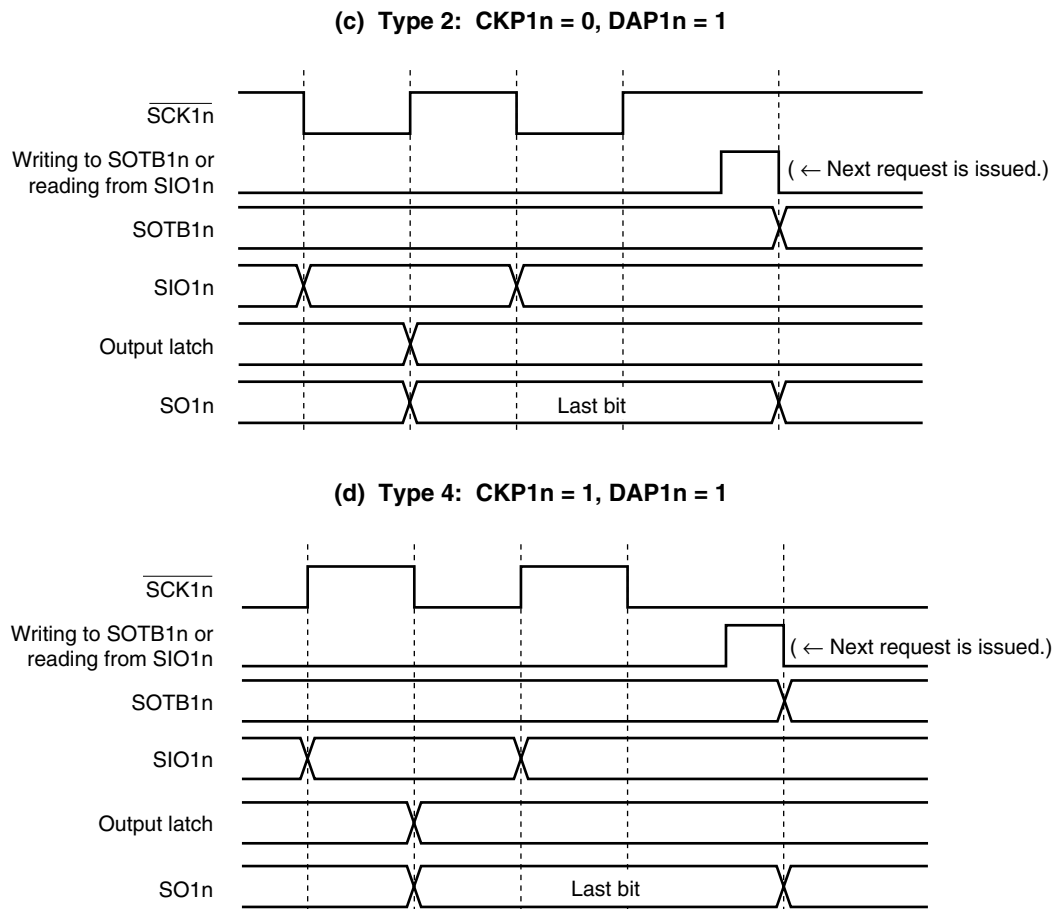 (c) Type 2: CKP1n = 0, DAP1n = 1
SCK1n
Writing to SOTB1n or
reading from SIO1n
( ← Next request is issued.)
SOTB1n
SIO1n
Output latch
SO1n
Last bit
(d) Type 4: CKP1n = 1, DAP1n = 1
SCK1n
Writing to SOTB1n or
reading from SIO1n
( ← Next request is issued.)
SOTB1n
SIO1n
Output latch
SO1n
Last bit